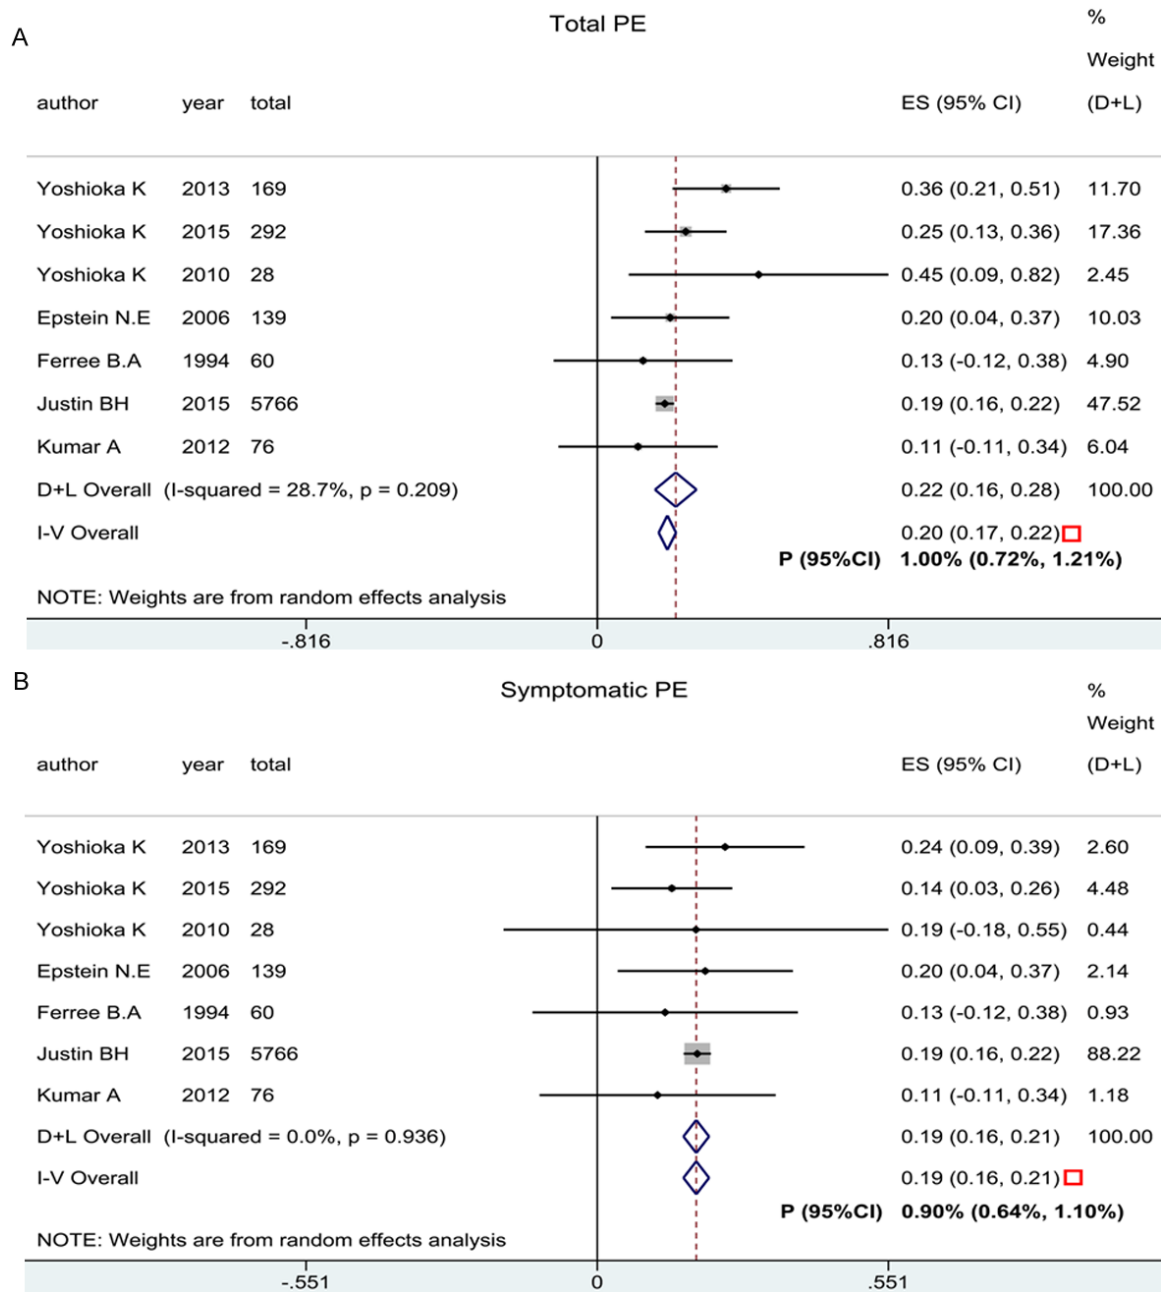 A
Total PE
%
Weight
author year total ES (95% CI) (D+L)
Yoshioka K 2013 169 0.36 (0.21, 0.51) 11.70
Yoshioka K 2015 292 0.25 (0.13, 0.36) 17.36
Yoshioka K 2010 28 0.45 (0.09, 0.82) 2.45
Epstein N.E 2006 139 0.20 (0.04, 0.37) 10.03
Ferree B.A 1994 60 0.13 (-0.12, 0.38) 4.90
Justin BH 2015 5766 0.19 (0.16, 0.22) 47.52
Kumar A 2012 76 0.11 (-0.11, 0.34) 6.04
D+L Overall (I-squared = 28.7%, p = 0.209) 0.22 (0.16, 0.28) 100.00
I-V Overall 0.20 (0.17, 0.22)
P (95%CI) 1.00% (0.72%, 1.21%)
NOTE: Weights are from random effects analysis
-.816 0 .816
B
Symptomatic PE
%
Weight
author year total ES (95% CI) (D+L)
Yoshioka K 2013 169 0.24 (0.09, 0.39) 2.60
Yoshioka K 2015 292 0.14 (0.03, 0.26) 4.48
Yoshioka K 2010 28 0.19 (-0.18, 0.55) 0.44
Epstein N.E 2006 139 0.20 (0.04, 0.37) 2.14
Ferree B.A 1994 60 0.13 (-0.12, 0.38) 0.93
Justin BH 2015 5766 0.19 (0.16, 0.22) 88.22
Kumar A 2012 76 0.11 (-0.11, 0.34) 1.18
D+L Overall (I-squared = 0.0%, p = 0.936) 0.19 (0.16, 0.21) 100.00
I-V Overall 0.19 (0.16, 0.21)
P (95%CI) 0.90% (0.64%, 1.10%)
NOTE: Weights are from random effects analysis
-.551 0 .551